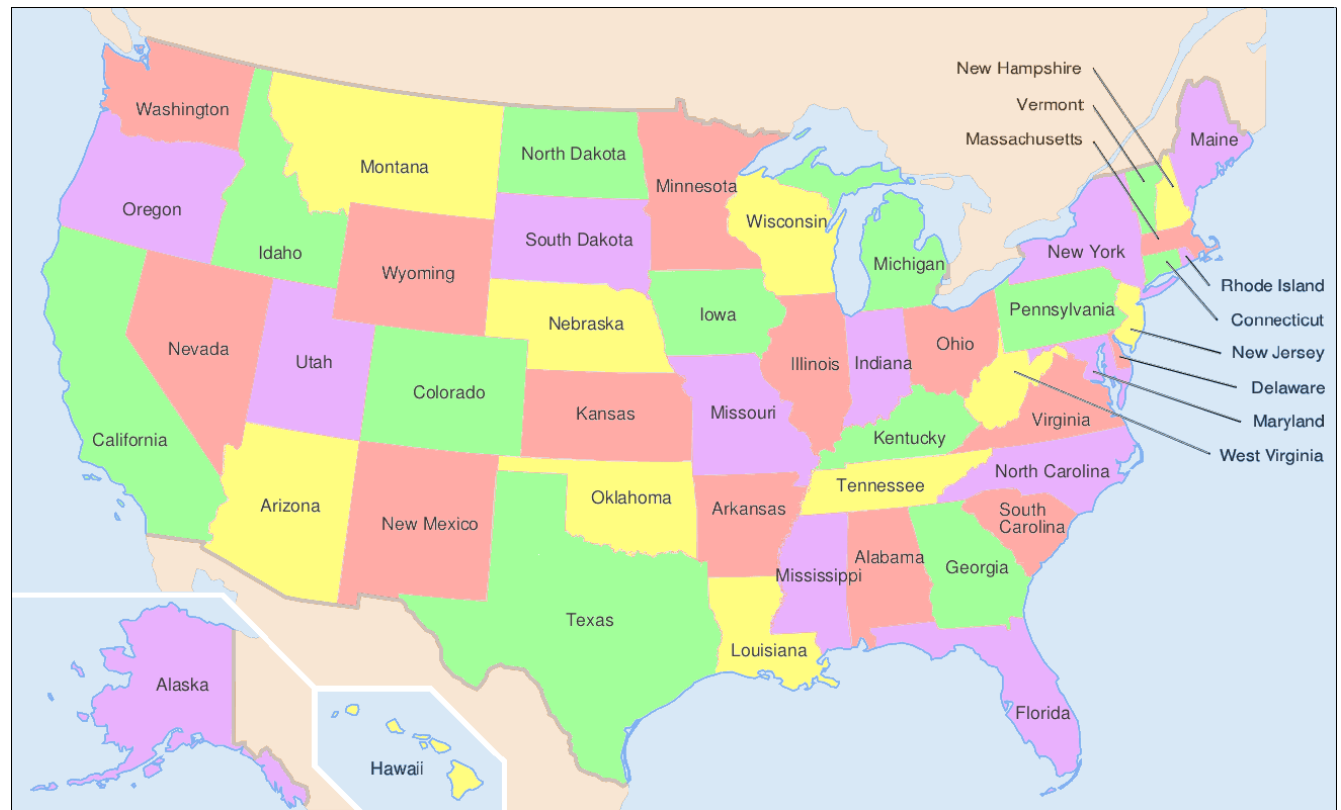 New Hampshire
Vermont
Massachusetts
Washington
Maine
Montana
North Dakota
Minnesota
Oregon
Wisconsin
South Dakota
Idaho
New York
Michigan
Wyoming
Rhode Island
Pennsylvania
Iowa
Connecticut
Nebraska
Ohio
Nevada
New Jersey
Utah
Illinois
Indiana
Colorado
Delaware
Kansas
Missouri
Virginia
Maryland
California
Kentucky
West Virginia
North Carolina
Tennessee
Oklahoma
Arizona
Arkansas
South
Carolina
New Mexico
Alabama
Georgia
Mississippi
Texas
Louisiana
Alaska
Florida
Hawaii